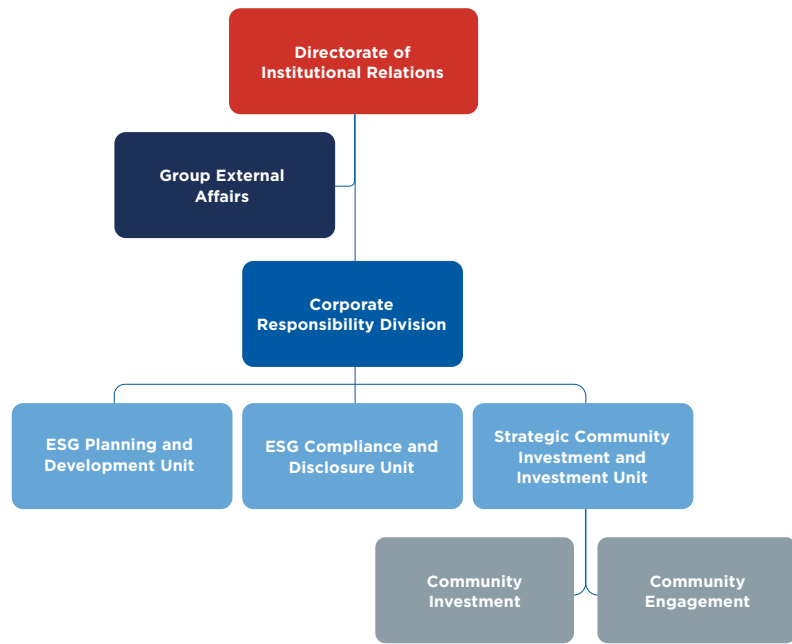 Directorate of
Institutional Relations
Group External
Affairs
Corporate
Responsibility Division
ESG Planning and
Development Unit
ESG Compliance and
Disclosure Unit
Strategic Community
Investment and
Investment Unit
Community
Investment
Community
Engagement